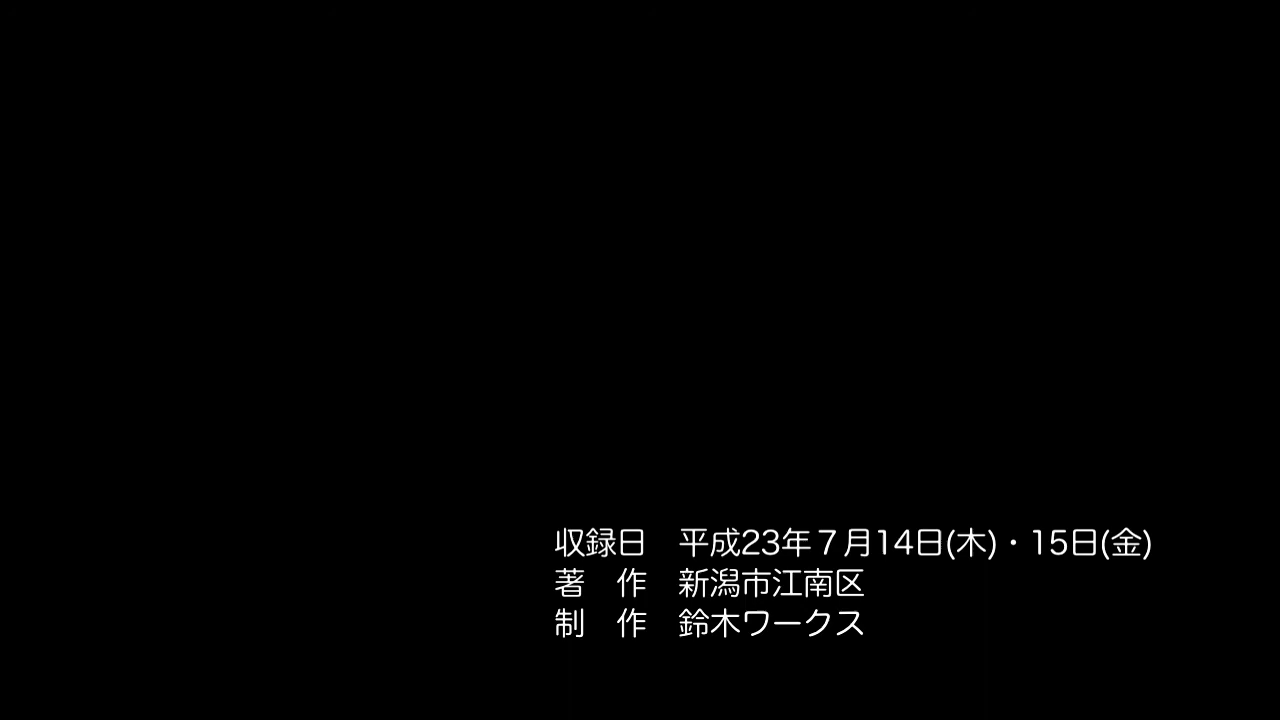 収録日　平成23年７月14日(木)・15日(金)
著　作　新潟市江南区
制　作　鈴木ワークス